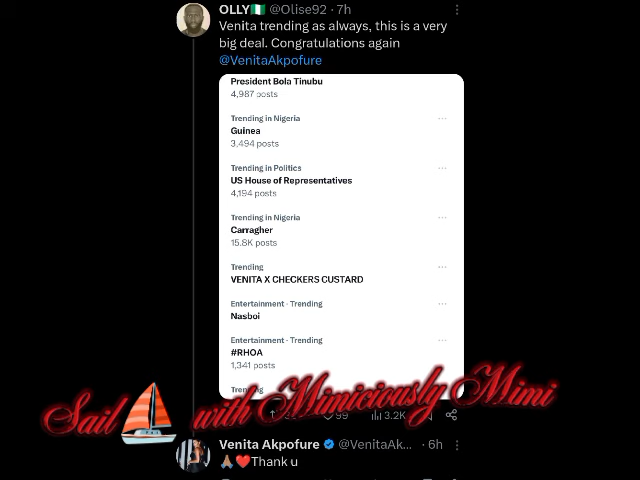 OLLY🇳🇬 @Olise92 · 7h
Venita trending as always, this is a very
big deal. Congratulations again
@VenitaAkpofure
President Bola Tinubu
4,987 posts
Trending in Nigeria
Guinea
3,494 posts
Trending in Politics
US House of Representatives
4,194 posts
Trending in Nigeria
Carragher
15.8K posts
Trending
VENITA X CHECKERS CUSTARD
Entertainment · Trending
Nasboi
Entertainment · Trending
#RHOA
1,341 posts
Sail⛵ with Mimiciously Mimi
99 3.2K
Venita Akpofure @VenitaAk... · 6h
🙏🏽❤️Thank u